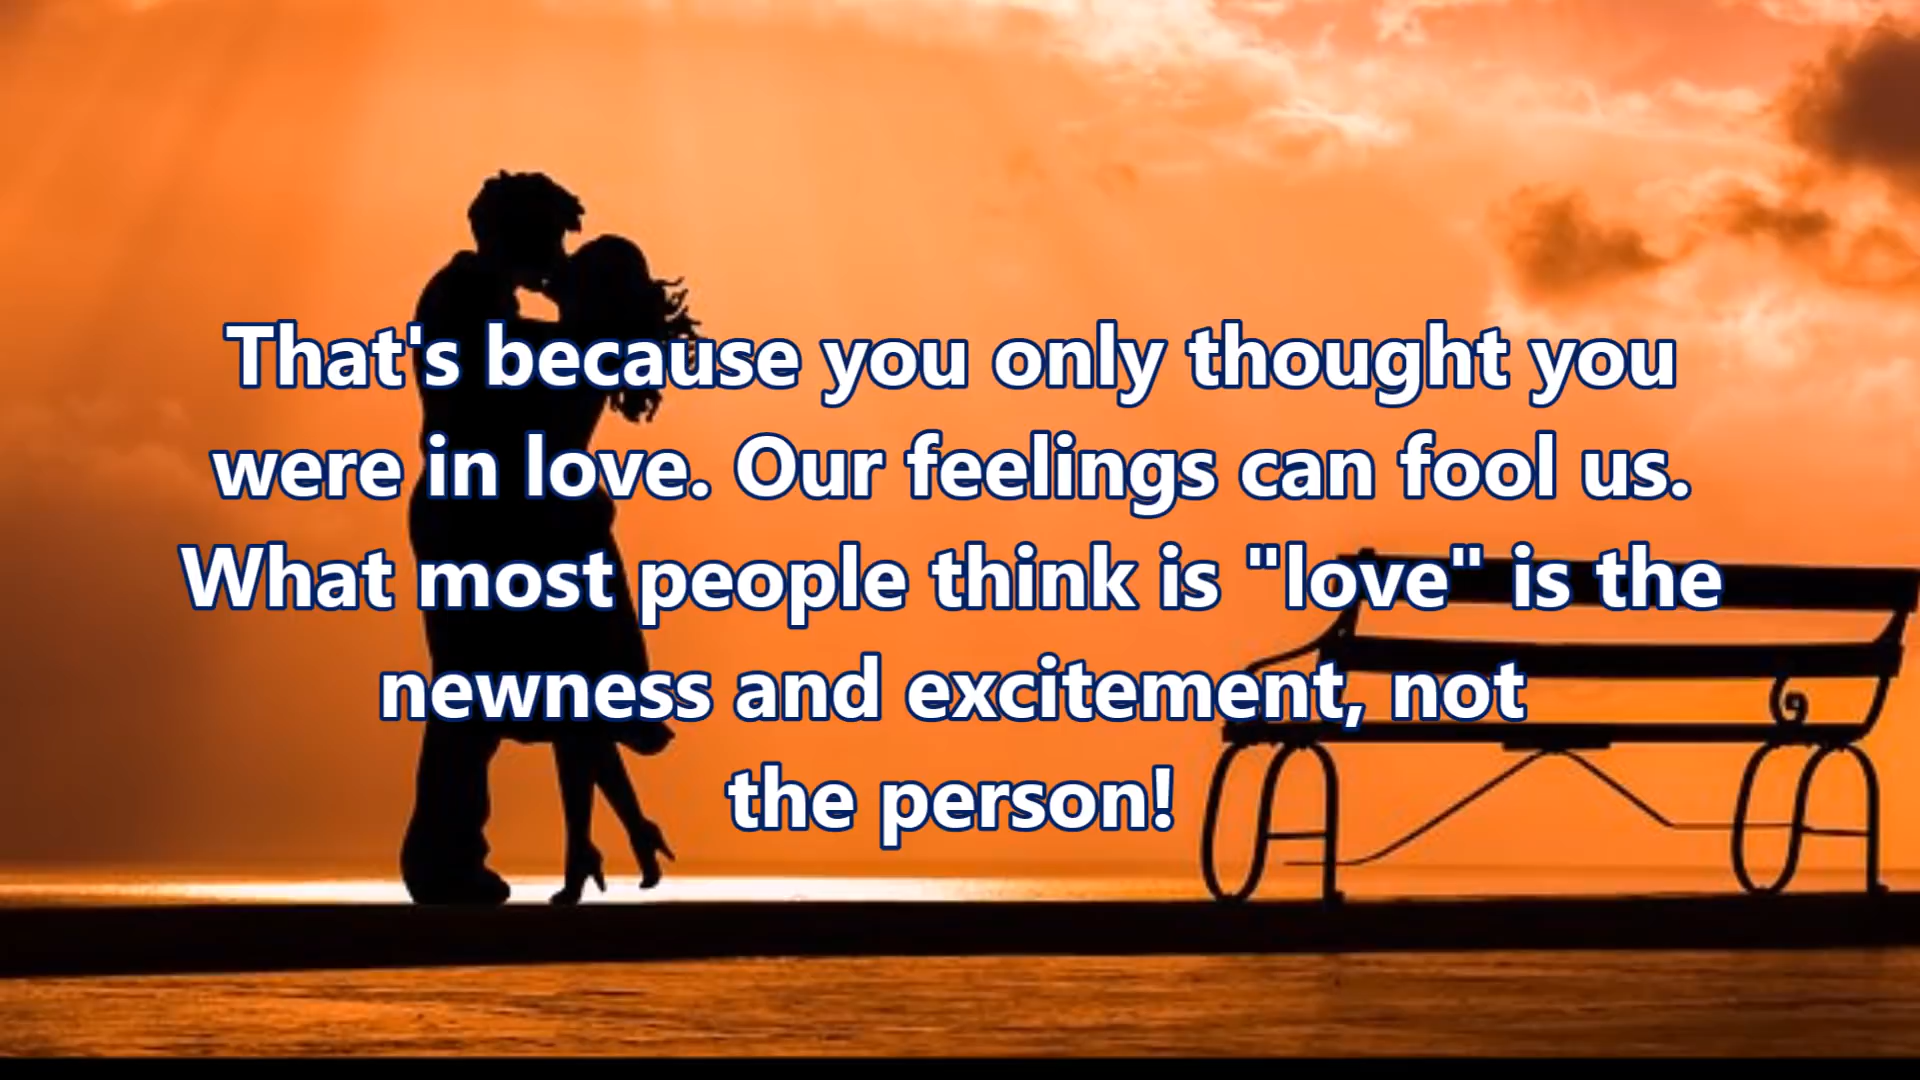 That's because you only thought you
were in love. Our feelings can fool us.
What most people think is "love" is the
newness and excitement, not
the person!